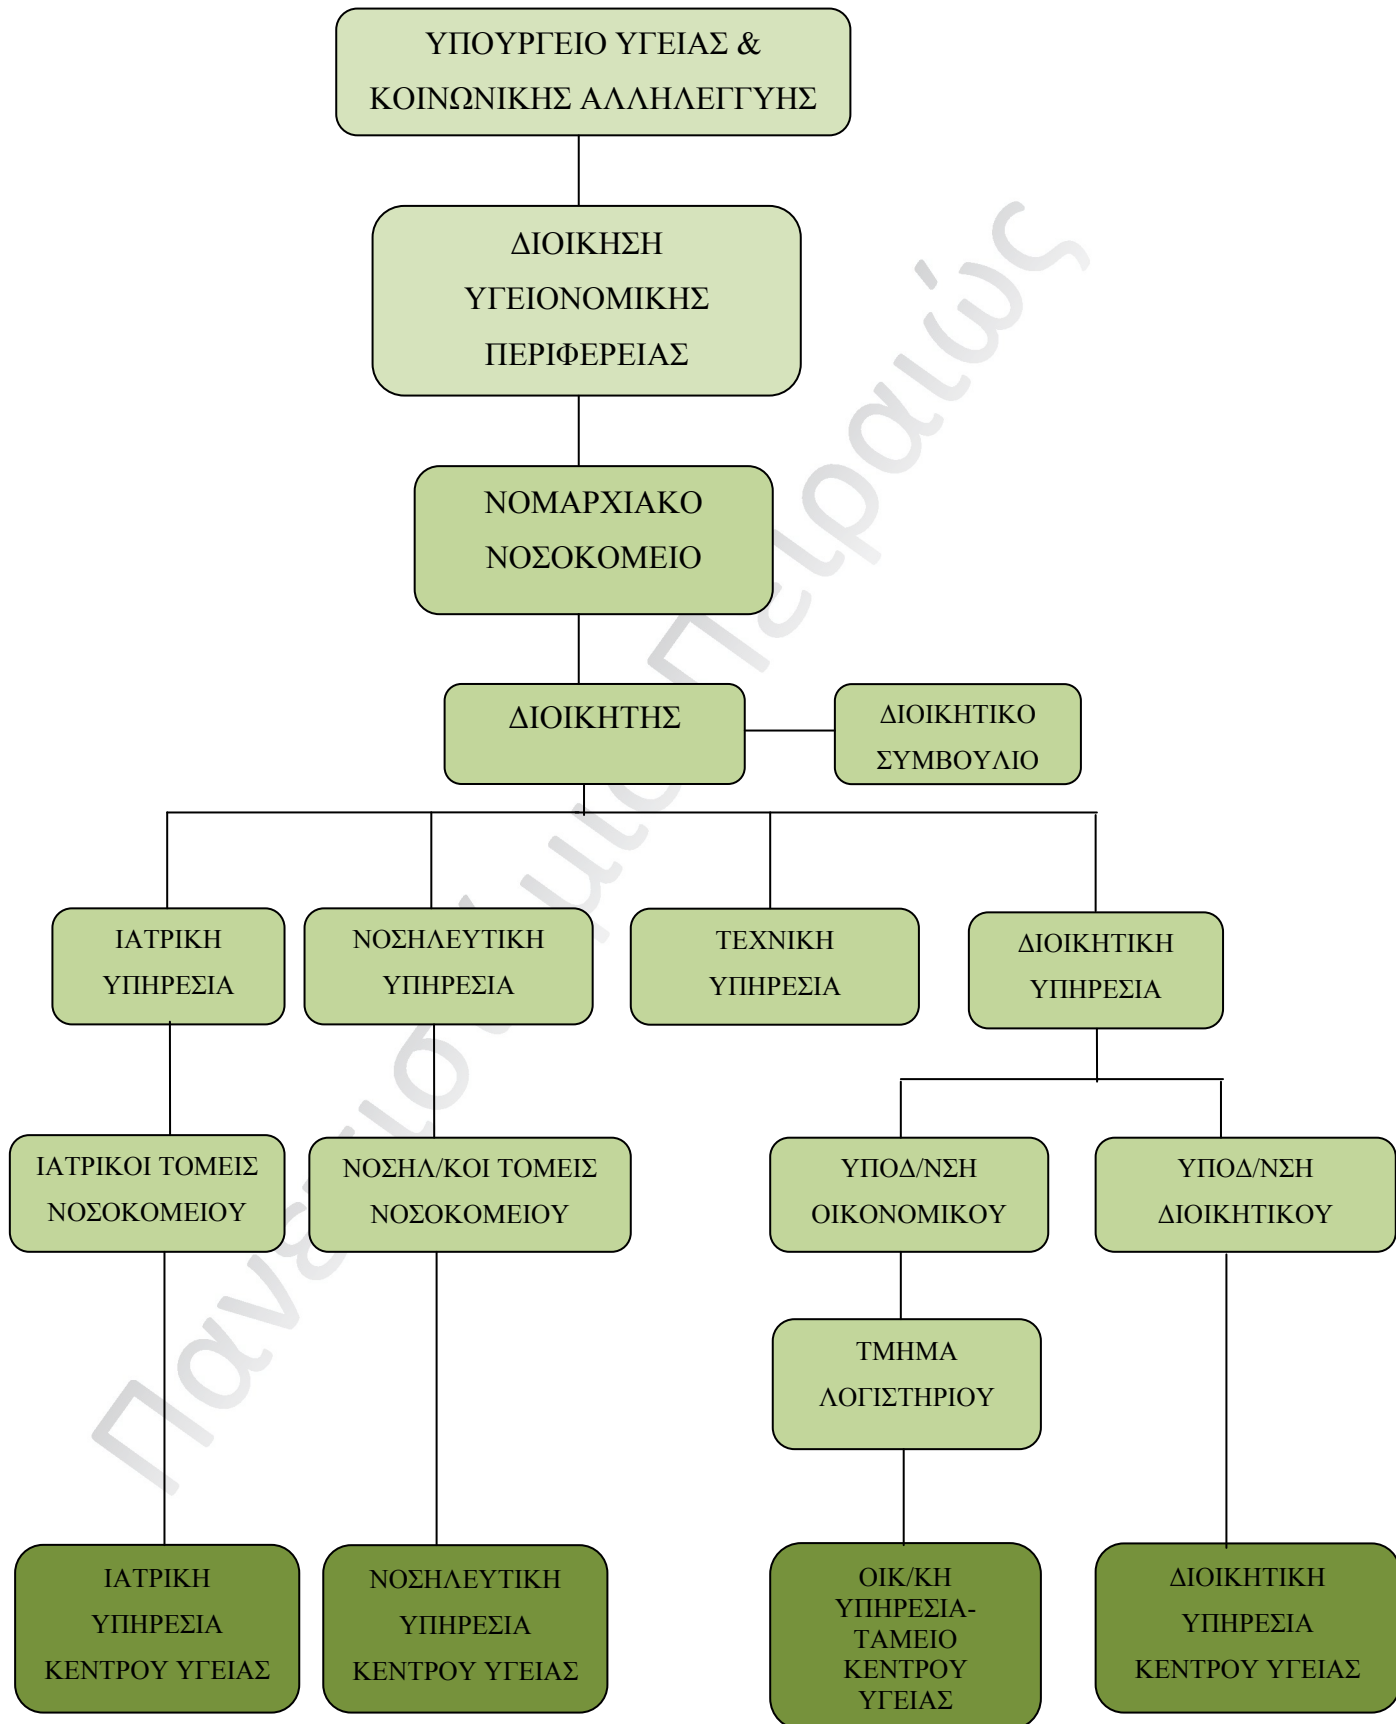 ΥΠΟΥΡΓΕΙΟ ΥΓΕΙΑΣ &
ΚΟΙΝΩΝΙΚΗΣ ΑΛΛΗΛΕΓΓΥΗΣ
ΔΙΟΙΚΗΣΗ
ΥΓΕΙΟΝΟΜΙΚΗΣ
ΠΕΡΙΦΕΡΕΙΑΣ
ΝΟΜΑΡΧΙΑΚΟ
ΝΟΣΟΚΟΜΕΙΟ
ΔΙΟΙΚΗΤΗΣ
ΔΙΟΙΚΗΤΙΚΟ
ΣΥΜΒΟΥΛΙΟ
ΙΑΤΡΙΚΗ
ΥΠΗΡΕΣΙΑ
ΝΟΣΗΛΕΥΤΙΚΗ
ΥΠΗΡΕΣΙΑ
ΤΕΧΝΙΚΗ
ΥΠΗΡΕΣΙΑ
ΔΙΟΙΚΗΤΙΚΗ
ΥΠΗΡΕΣΙΑ
ΙΑΤΡΙΚΟΙ ΤΟΜΕΙΣ
ΝΟΣΟΚΟΜΕΙΟΥ
ΝΟΣΗΛ/ΚΟΙ ΤΟΜΕΙΣ
ΝΟΣΟΚΟΜΕΙΟΥ
ΥΠΟΔ/ΝΣΗ
ΟΙΚΟΝΟΜΙΚΟΥ
ΥΠΟΔ/ΝΣΗ
ΔΙΟΙΚΗΤΙΚΟΥ
ΤΜΗΜΑ
ΛΟΓΙΣΤΗΡΙΟΥ
ΙΑΤΡΙΚΗ
ΥΠΗΡΕΣΙΑ
ΚΕΝΤΡΟΥ ΥΓΕΙΑΣ
ΝΟΣΗΛΕΥΤΙΚΗ
ΥΠΗΡΕΣΙΑ
ΚΕΝΤΡΟΥ ΥΓΕΙΑΣ
ΟΙΚ/ΚΗ
ΥΠΗΡΕΣΙΑ-
ΤΑΜΕΙΟ
ΚΕΝΤΡΟΥ
ΥΓΕΙΑΣ
ΔΙΟΙΚΗΤΙΚΗ
ΥΠΗΡΕΣΙΑ
ΚΕΝΤΡΟΥ ΥΓΕΙΑΣ
Πειραιώς